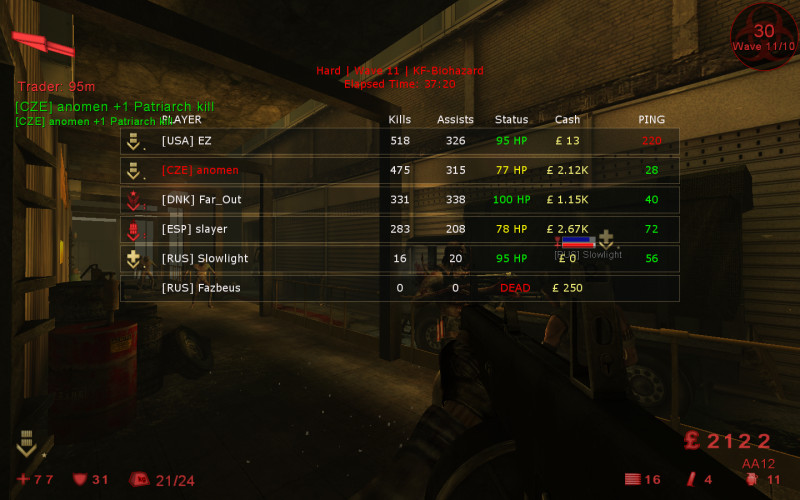 30
Wave 11/10
Hard | Wave 11 | KF-Biohazard
Elapsed Time: 37:20
Trader: 95m
[CZE] anomen +1 Patriarch kill
[CZE] anomen +1 Patriarch kill
PLAYER Kills Assists Status Cash PING
[USA] EZ 518 326 95 HP £ 13 220
[CZE] anomen 475 315 77 HP £ 2.12K 28
[DNK] Far_Out 331 338 100 HP £ 1.15K 40
[ESP] slayer 283 208 78 HP £ 2.67K 72
[RUS] Slowlight 16 20 95 HP £ 0 56
[RUS] Slowlight
[RUS] Fazbeus 0 0 DEAD £ 250
£ 2122
AA12
77 31 21/24 16 4 11